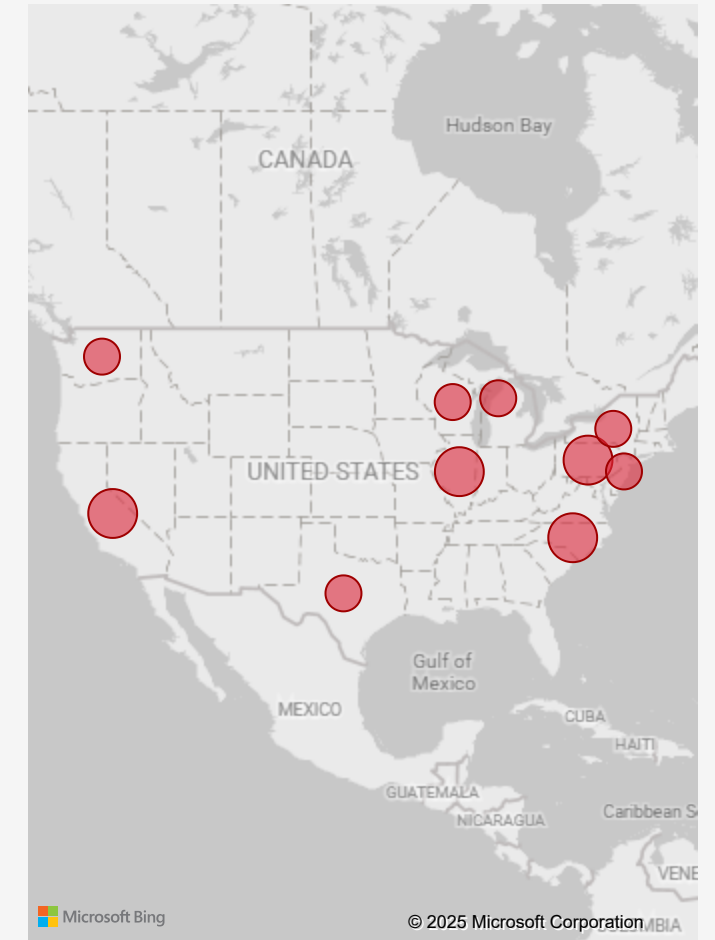 Hudson Bay
CANADA
UNITED STATES
Gulf of
Mexico
MEXICO
CUBA
HAITI
GUATEMALA
Caribbean S
NICARAGUA
VENE
Microsoft Bing
© 2025 Microsoft Corporation
MBIA